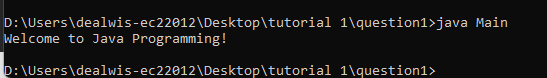 D:\Users\dealwis-ec22012\Desktop\tutorial 1\question1>java Main
Welcome to Java Programming!
D:\Users\dealwis-ec22012\Desktop\tutorial 1\question1>